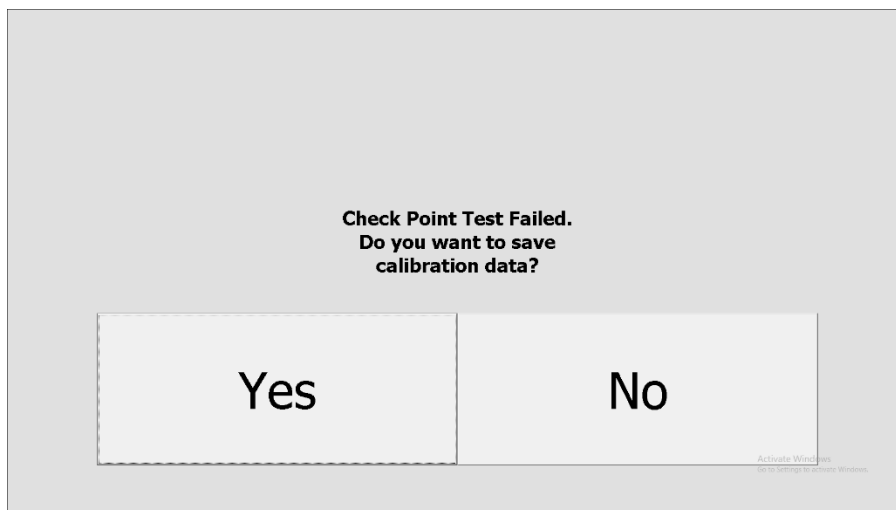 Check Point Test Failed.
Do you want to save
calibration data?
Yes
No
Activate Windows
Go to Settings to activate Windows.